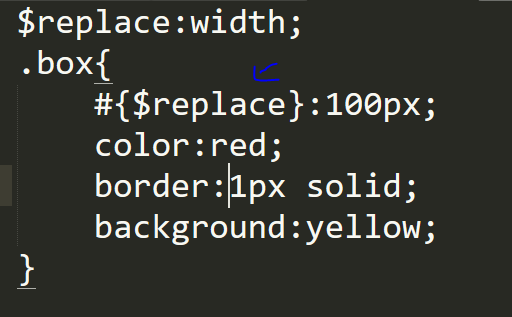 $replace:width;
.box{
    #{$replace}:100px;
    color:red;
    border:1px solid;
    background:yellow;
}